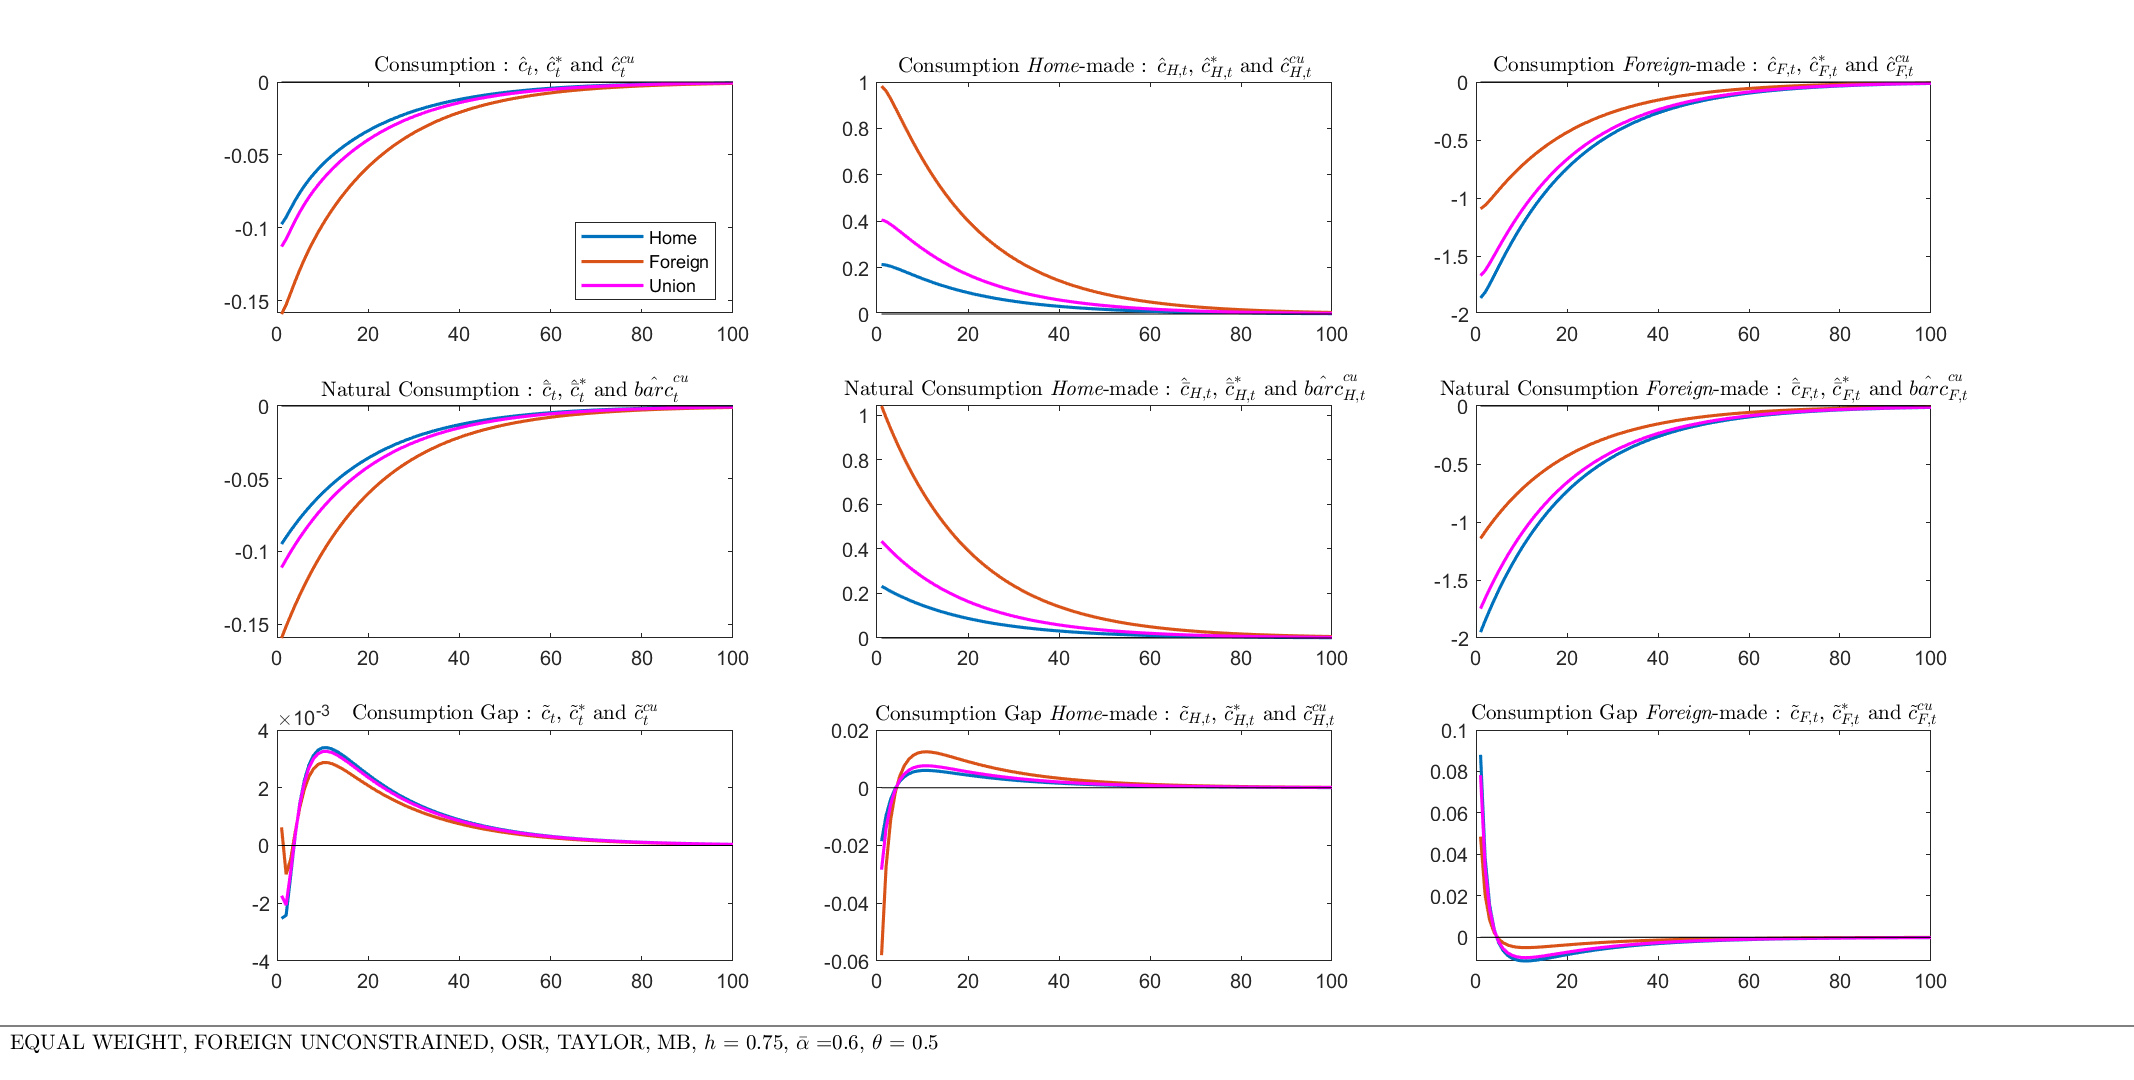 Consumption : ĉ_t, ĉ*_t and ĉ^cu_t
Consumption Home-made : ĉ_H,t, ĉ*_H,t and ĉ^cu_H,t
Consumption Foreign-made : ĉ_F,t, ĉ*_F,t and ĉ^cu_F,t
0
-0.05
-0.1
-0.15
0 20 40 60 80 100
Home
Foreign
Union
1
0.8
0.6
0.4
0.2
0
0 20 40 60 80 100
0
-0.5
-1
-1.5
-2
0 20 40 60 80 100
Natural Consumption : ĉ̄_t, ĉ̄*_t and bar̂c^cu_t
Natural Consumption Home-made : ĉ̄_H,t, ĉ̄*_H,t and bar̂c^cu_H,t
Natural Consumption Foreign-made : ĉ̄_F,t, ĉ̄*_F,t and bar̂c^cu_F,t
0
-0.05
-0.1
-0.15
0 20 40 60 80 100
1
0.8
0.6
0.4
0.2
0
0 20 40 60 80 100
0
-0.5
-1
-1.5
-2
0 20 40 60 80 100
Consumption Gap : c̃_t, c̃*_t and c̃^cu_t
Consumption Gap Home-made : c̃_H,t, c̃*_H,t and c̃^cu_H,t
Consumption Gap Foreign-made : c̃_F,t, c̃*_F,t and c̃^cu_F,t
×10^-3
4
2
0
-2
-4
0 20 40 60 80 100
0.02
0
-0.02
-0.04
-0.06
0 20 40 60 80 100
0.1
0.08
0.06
0.04
0.02
0
0 20 40 60 80 100
EQUAL WEIGHT, FOREIGN UNCONSTRAINED, OSR, TAYLOR, MB, h = 0.75, ᾱ =0.6, θ = 0.5